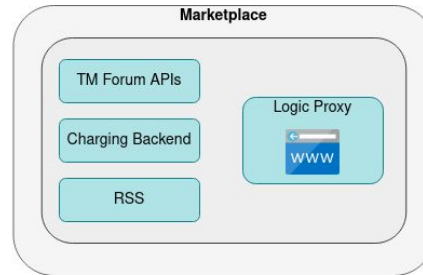 Marketplace
TM Forum APIs
Charging Backend
RSS
Logic Proxy
WWW